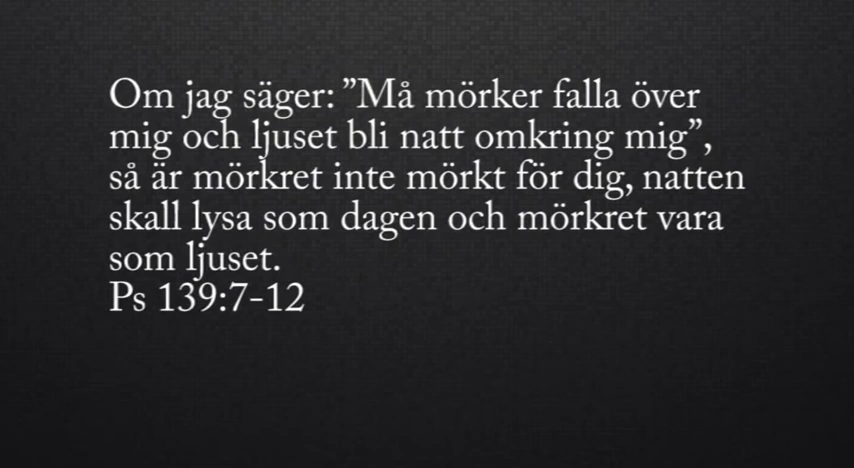 Om jag säger: ”Må mörker falla över
mig och ljuset bli natt omkring mig”,
så är mörkret inte mörkt för dig, natten
skall lysa som dagen och mörkret vara
som ljuset.
Ps 139:7-12